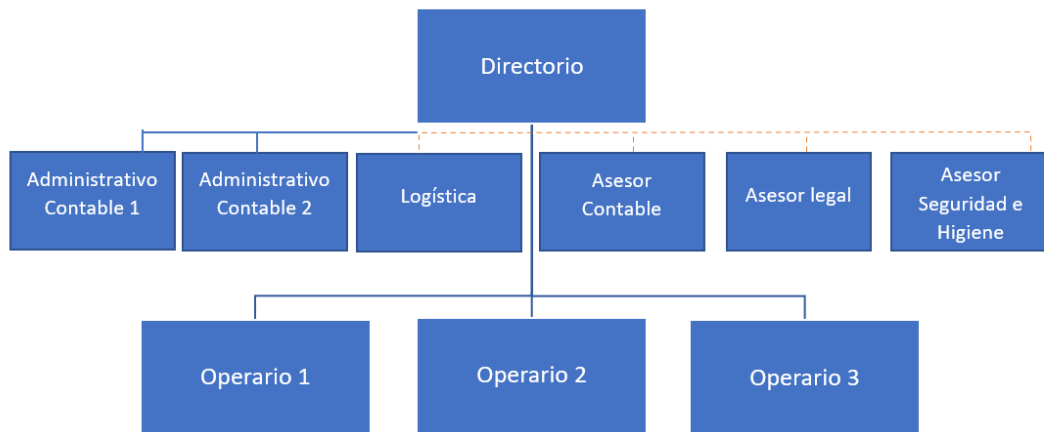 Directorio
Administrativo
Contable 1
Administrativo
Contable 2
Logística
Asesor
Contable
Asesor legal
Asesor
Seguridad e
Higiene
Operario 1
Operario 2
Operario 3